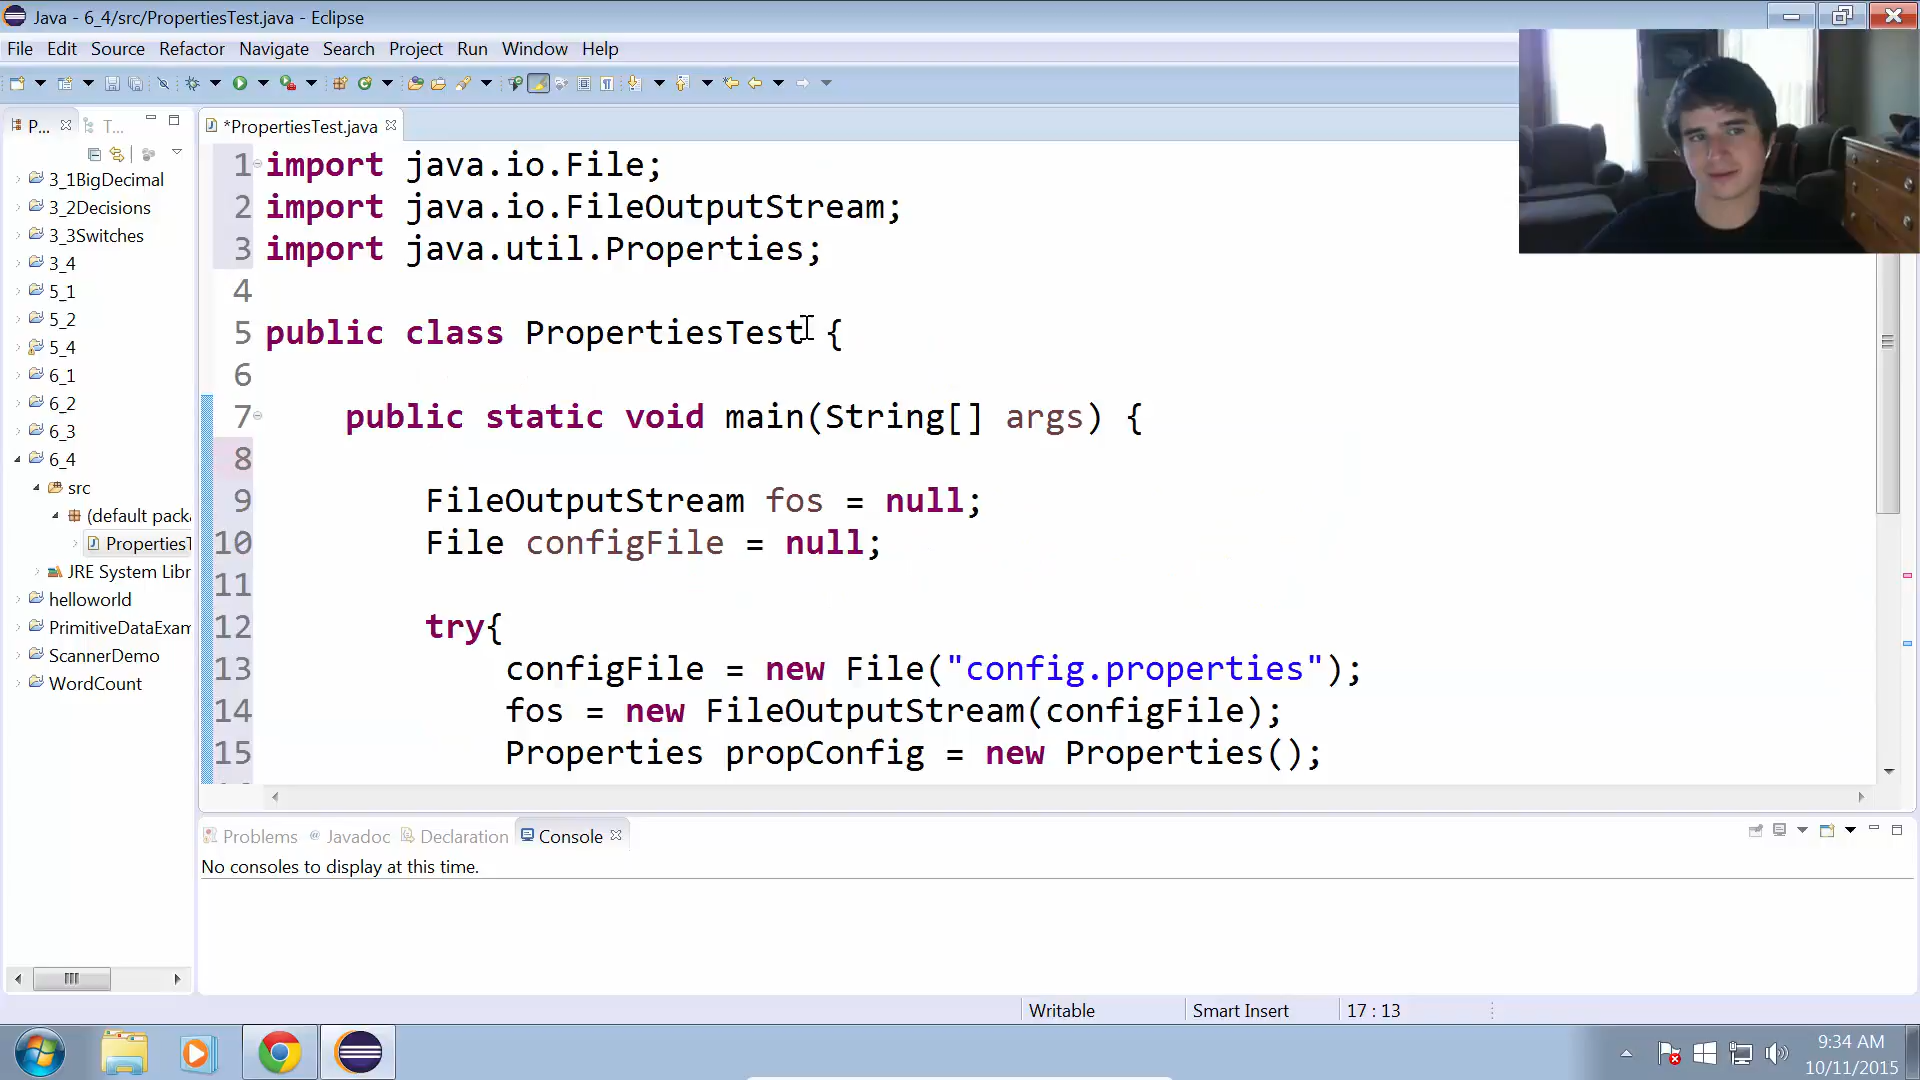 Java - 6_4/src/PropertiesTest.java - Eclipse
File Edit Source Refactor Navigate Search Project Run Window Help
P... T...
*PropertiesTest.java
3_1BigDecimal
3_2Decisions
3_3Switches
3_4
5_1
5_2
5_4
6_1
6_2
6_3
6_4
src
(default packa
PropertiesT
JRE System Libr
helloworld
PrimitiveDataExam
ScannerDemo
WordCount
1 import java.io.File;
2 import java.io.FileOutputStream;
3 import java.util.Properties;
4
5 public class PropertiesTest {
6
7 public static void main(String[] args) {
8
9 FileOutputStream fos = null;
10 File configFile = null;
11
12 try{
13 configFile = new File("config.properties");
14 fos = new FileOutputStream(configFile);
15 Properties propConfig = new Properties();
Problems @ Javadoc Declaration Console
No consoles to display at this time.
Writable Smart Insert 17 : 13
9:34 AM
10/11/2015